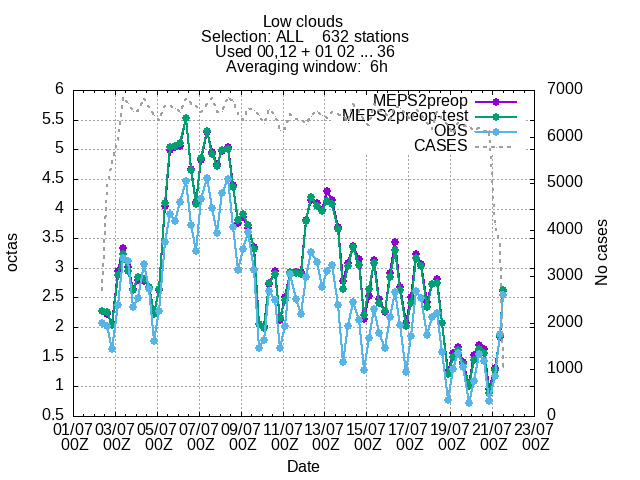 Low clouds
Selection: ALL    632 stations
Used 00,12 + 01 02 ... 36
Averaging window:  6h
MEPS2preop
MEPS2preop-test
OBS
CASES
6
5.5
5
4.5
4
3.5
3
2.5
2
1.5
1
0.5
7000
6000
5000
4000
3000
2000
1000
0
octas
No cases
01/07 03/07 05/07 07/07 09/07 11/07 13/07 15/07 17/07 19/07 21/07 23/07
00Z 00Z 00Z 00Z 00Z 00Z 00Z 00Z 00Z 00Z 00Z 00Z
Date